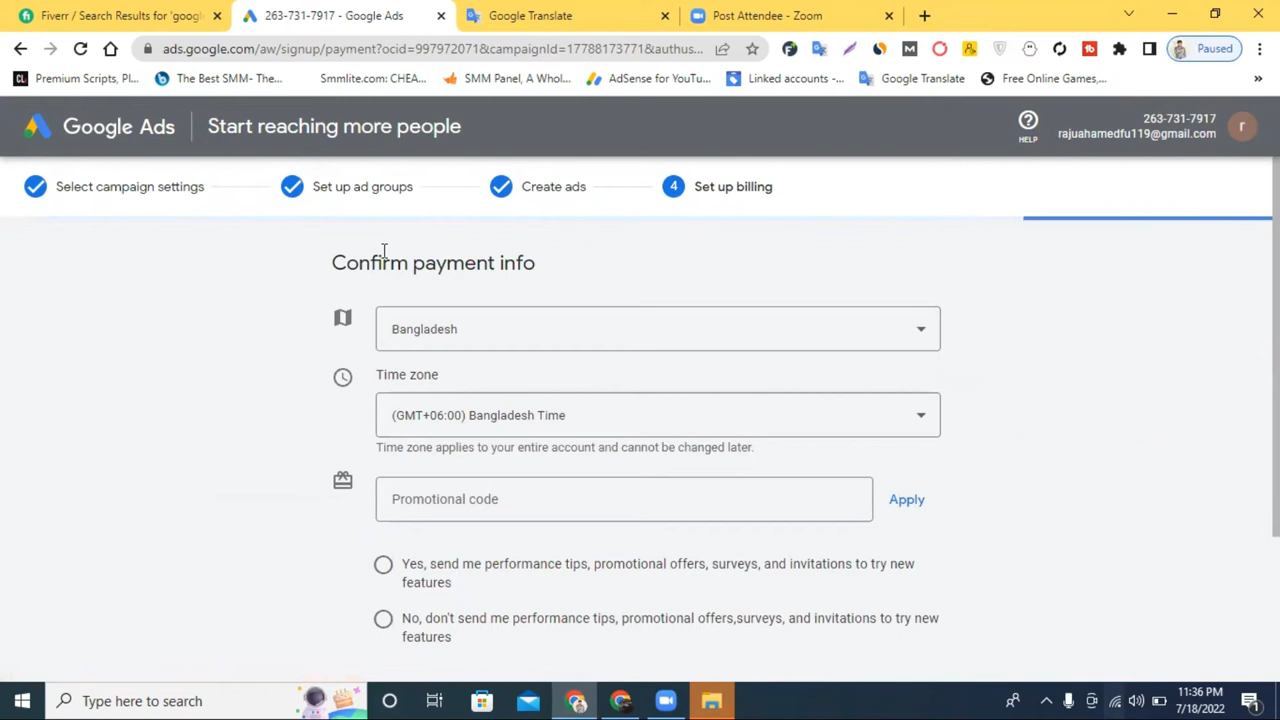 Fiverr / Search Results for 'googl
263-731-7917 - Google Ads
Google Translate
Post Attendee - Zoom
ads.google.com/aw/signup/payment?ocid=997972071&campaignId=17788173771&authus...
Paused
Premium Scripts, Pl...
The Best SMM- The...
Smmlite.com: CHEA...
SMM Panel, A Whol...
AdSense for YouTu...
Linked accounts -...
Google Translate
Free Online Games,...
Google Ads
Start reaching more people
HELP
263-731-7917
rajuahamedfu119@gmail.com
r
Select campaign settings
Set up ad groups
Create ads
4 Set up billing
Confirm payment info
Bangladesh
Time zone
(GMT+06:00) Bangladesh Time
Time zone applies to your entire account and cannot be changed later.
Promotional code
Apply
Yes, send me performance tips, promotional offers, surveys, and invitations to try new
features
No, don't send me performance tips, promotional offers,surveys, and invitations to try new
features
Type here to search
11:36 PM
7/18/2022
1